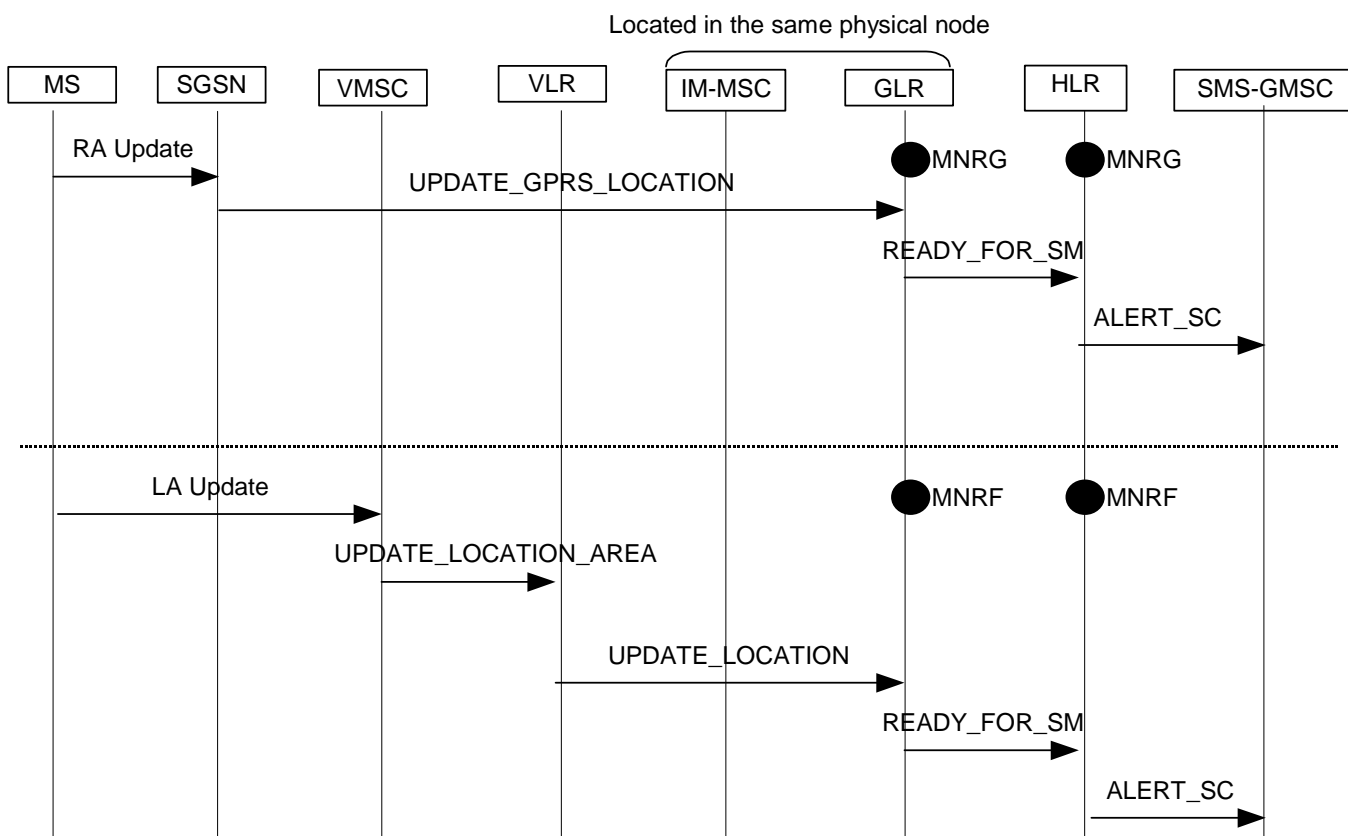 Located in the same physical node
MS SGSN VMSC VLR IM-MSC GLR HLR SMS-GMSC
RA Update
MNRG MNRG
UPDATE_GPRS_LOCATION
READY_FOR_SM
ALERT_SC
LA Update
MNRF MNRF
UPDATE_LOCATION_AREA
UPDATE_LOCATION
READY_FOR_SM
ALERT_SC